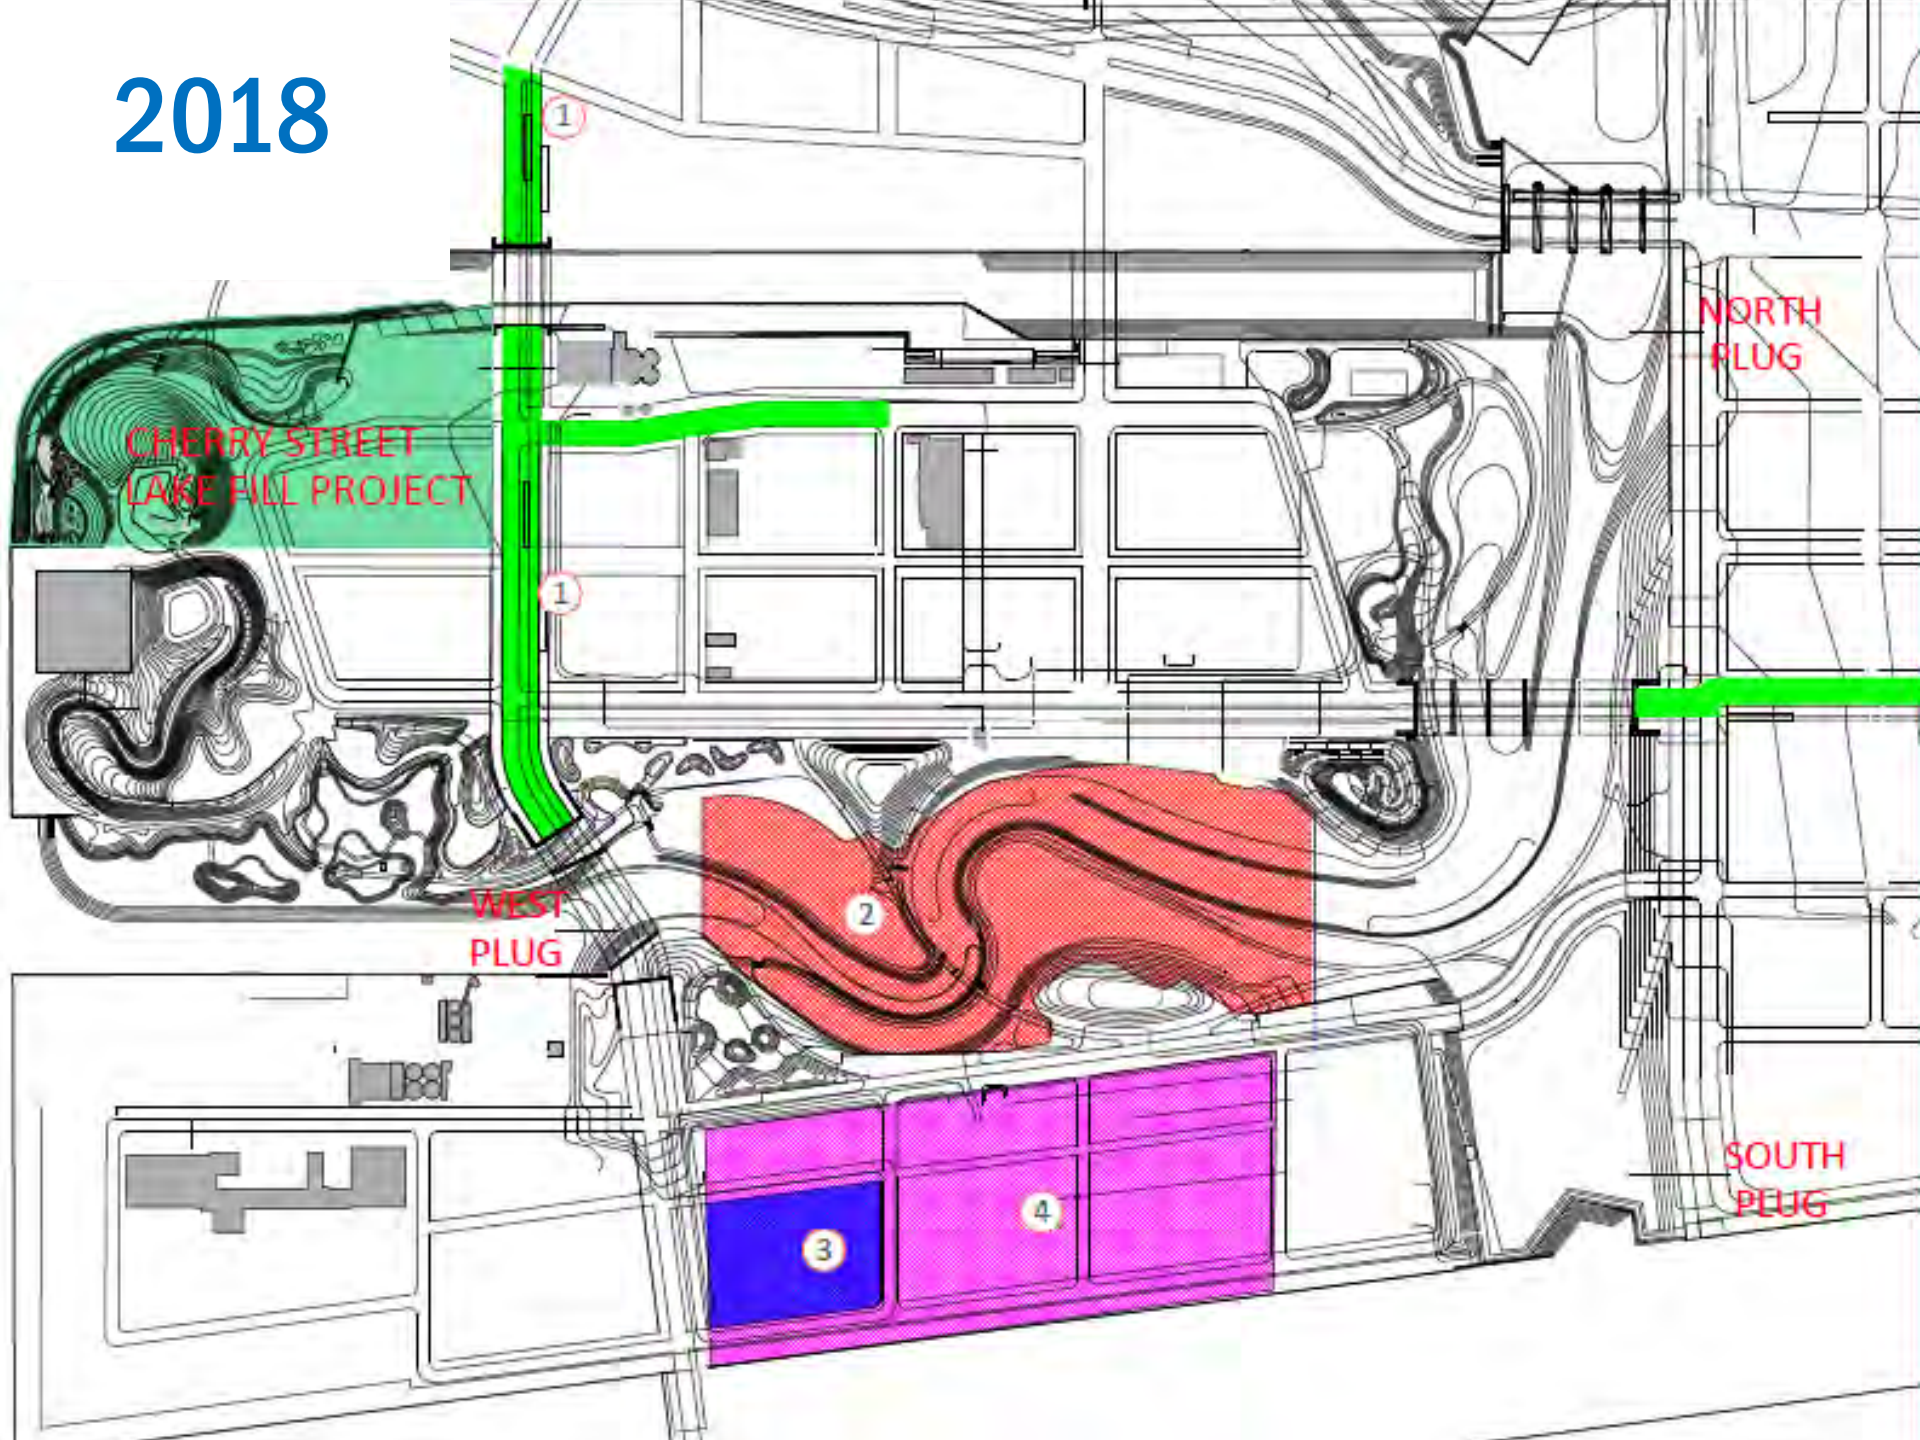 2018
1
NORTH
PLUG
CHERRY STREET
LAKE FILL PROJECT
1
2
WEST
PLUG
SOUTH
PLUG
4
3